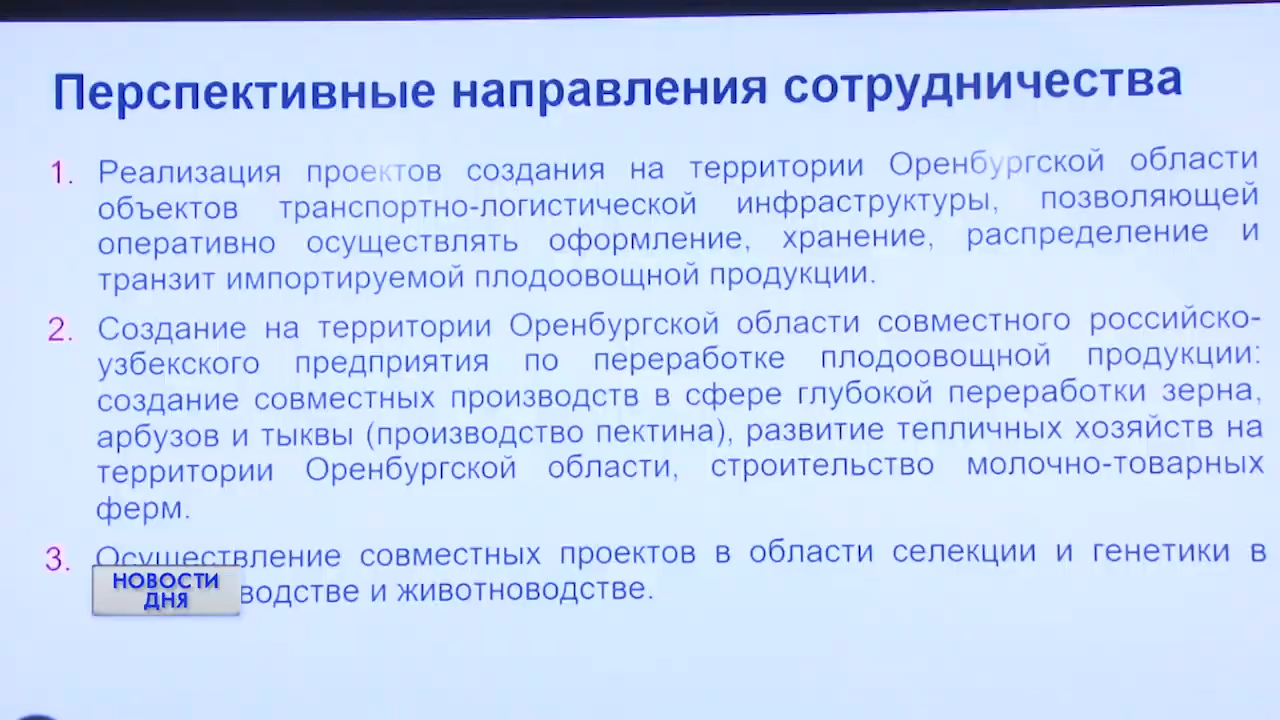 Перспективные направления сотрудничества
1. Реализация проектов создания на территории Оренбургской области
объектов транспортно-логистической инфраструктуры, позволяющей
оперативно осуществлять оформление, хранение, распределение и
транзит импортируемой плодоовощной продукции.
2. Создание на территории Оренбургской области совместного российско-
узбекского предприятия по переработке плодоовощной продукции:
создание совместных производств в сфере глубокой переработки зерна,
арбузов и тыквы (производство пектина), развитие тепличных хозяйств на
территории Оренбургской области, строительство молочно-товарных
ферм.
3. Осуществление совместных проектов в области селекции и генетики в
водстве и животноводстве.
НОВОСТИ
ДНЯ